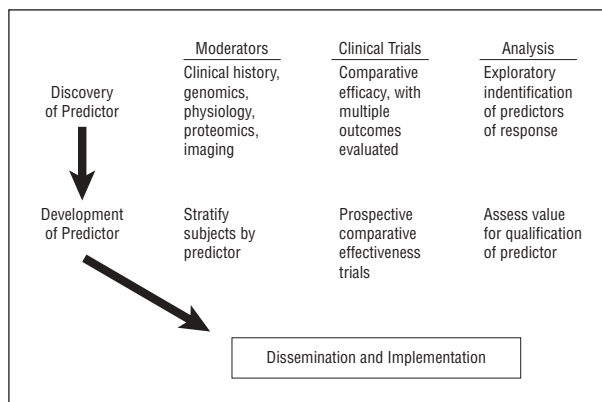 Moderators
Clinical Trials
Analysis
Discovery
of Predictor
Clinical history,
genomics,
physiology,
proteomics,
imaging
Comparative
efficacy, with
multiple
outcomes
evaluated
Exploratory
indentification
of predictors
of response
Development
of Predictor
Stratify
subjects by
predictor
Prospective
comparative
effectiveness
trials
Assess value
for qualification
of predictor
Dissemination and Implementation